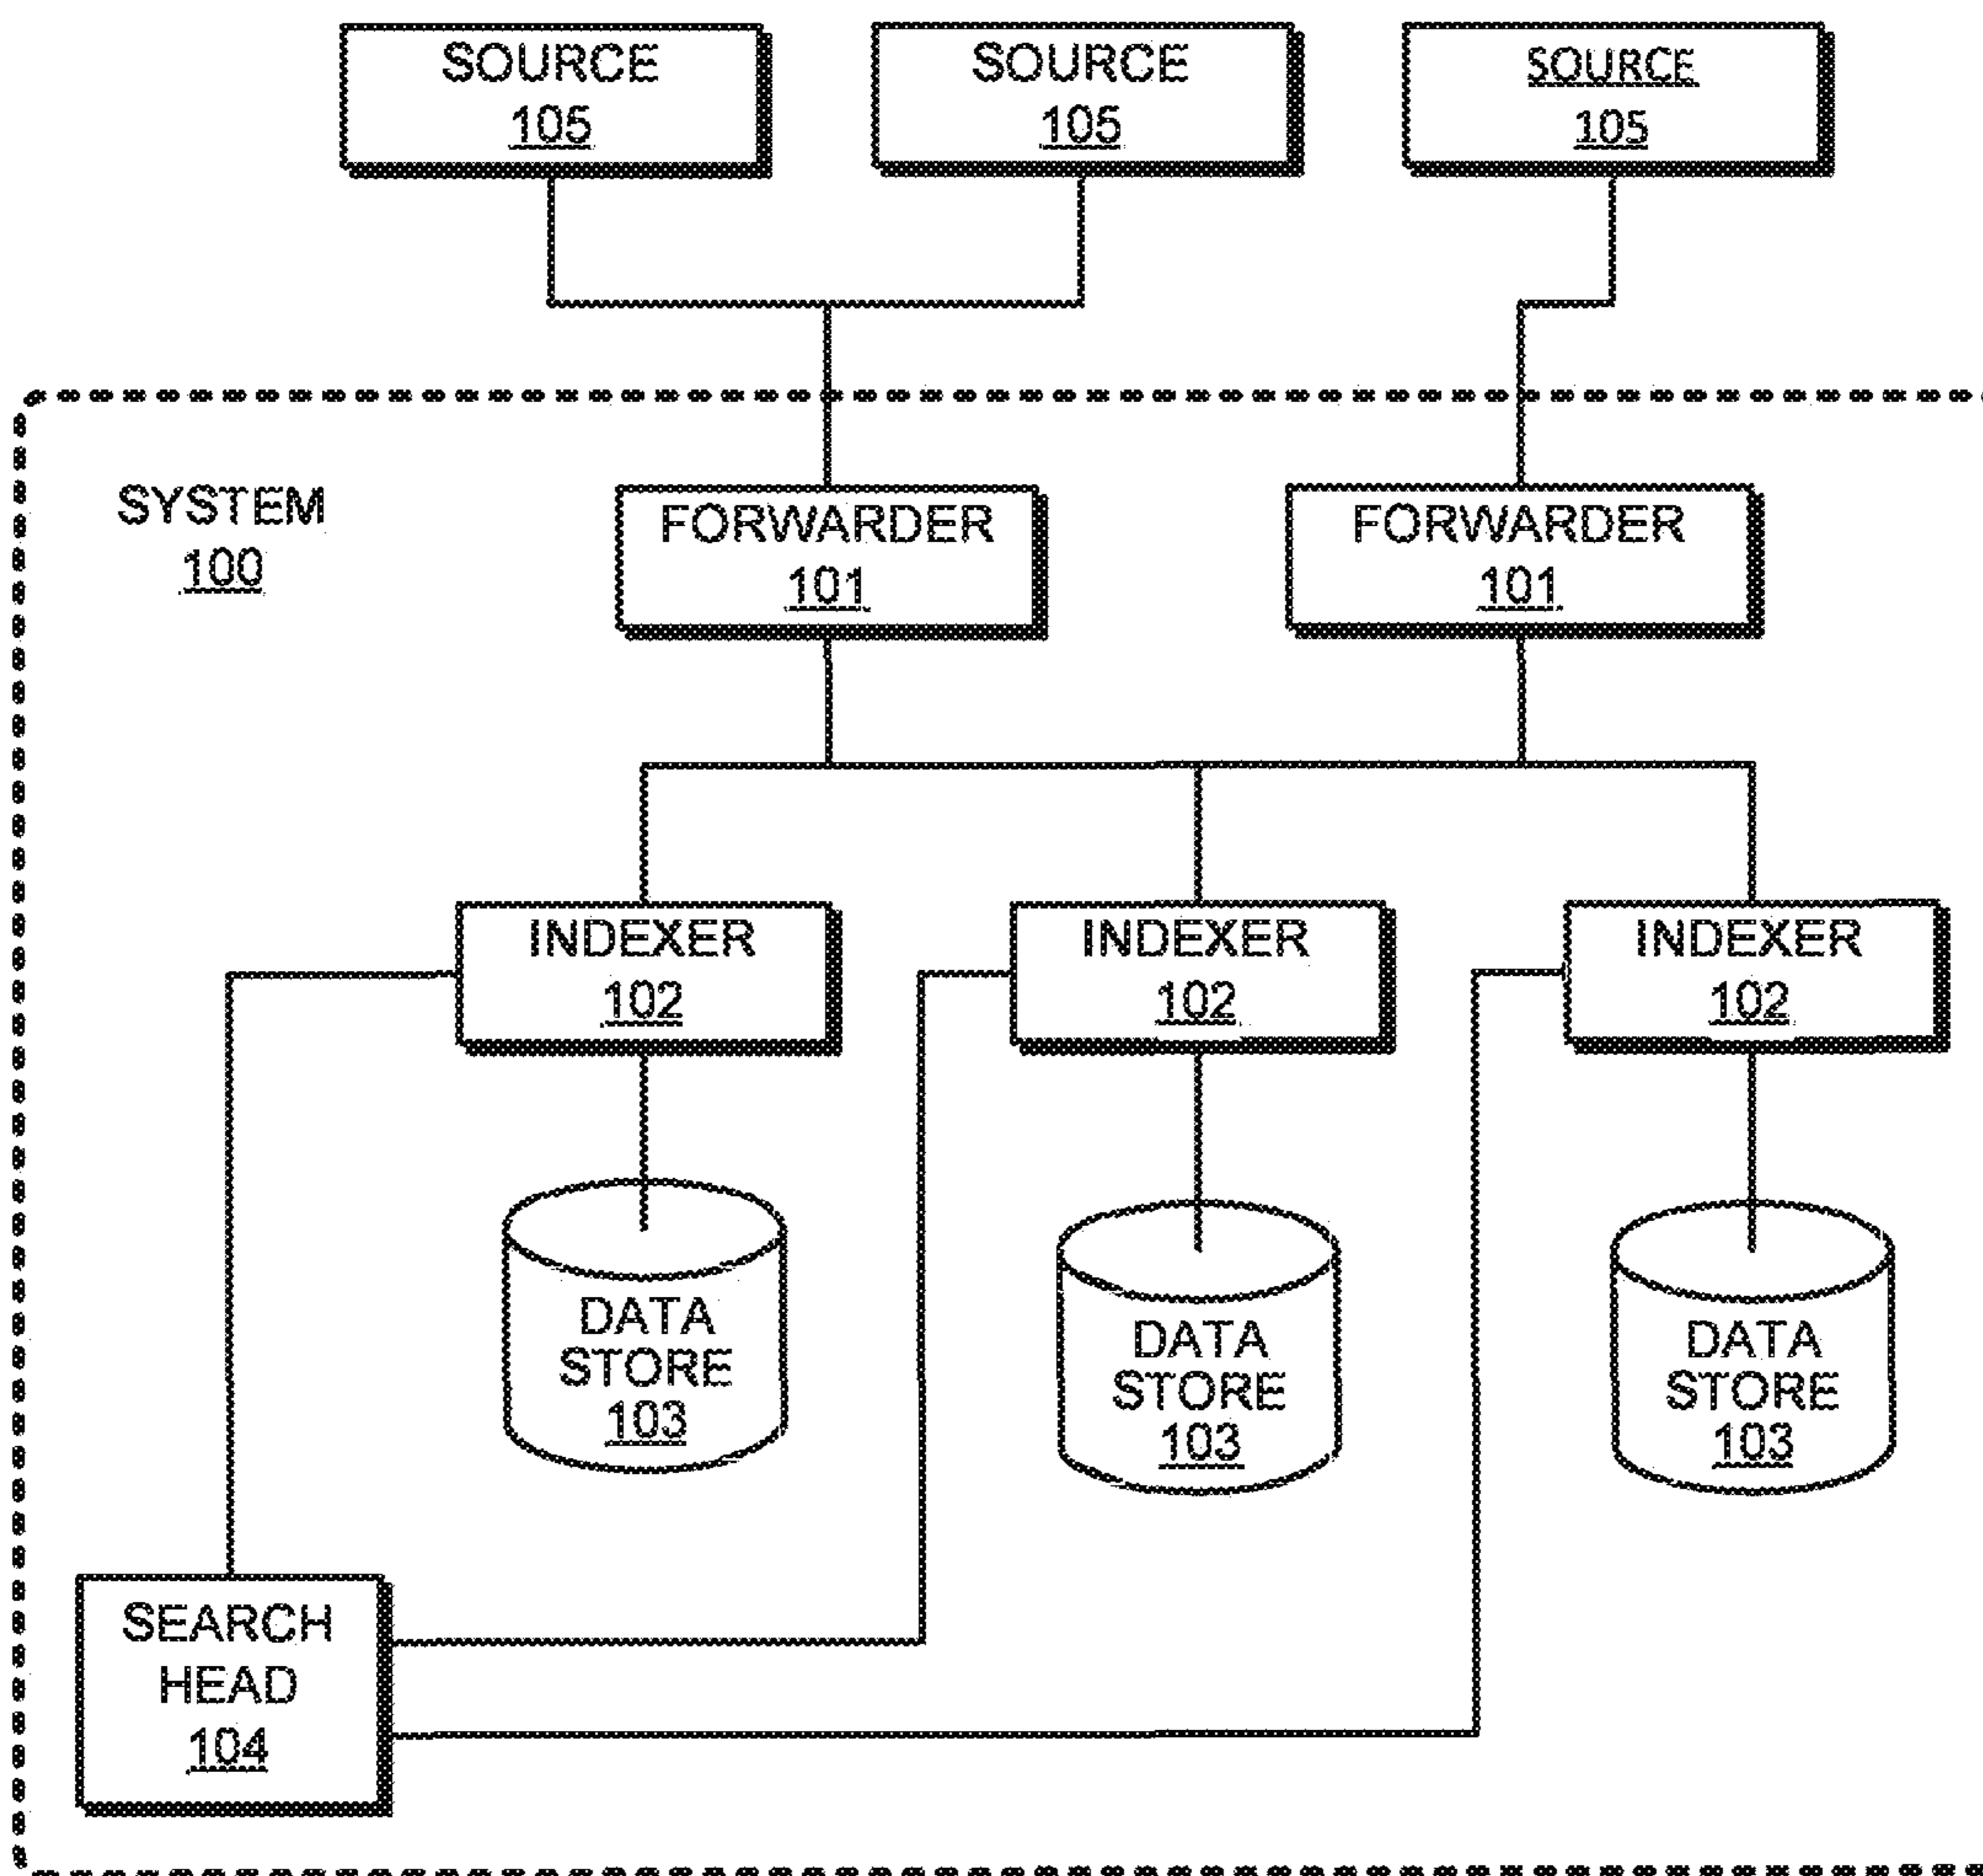 SOURCE
105
SOURCE
105
SOURCE
105
SYSTEM
100
FORWARDER
101
FORWARDER
101
INDEXER
102
INDEXER
102
INDEXER
102
DATA
STORE
103
DATA
STORE
103
DATA
STORE
103
SEARCH
HEAD
104